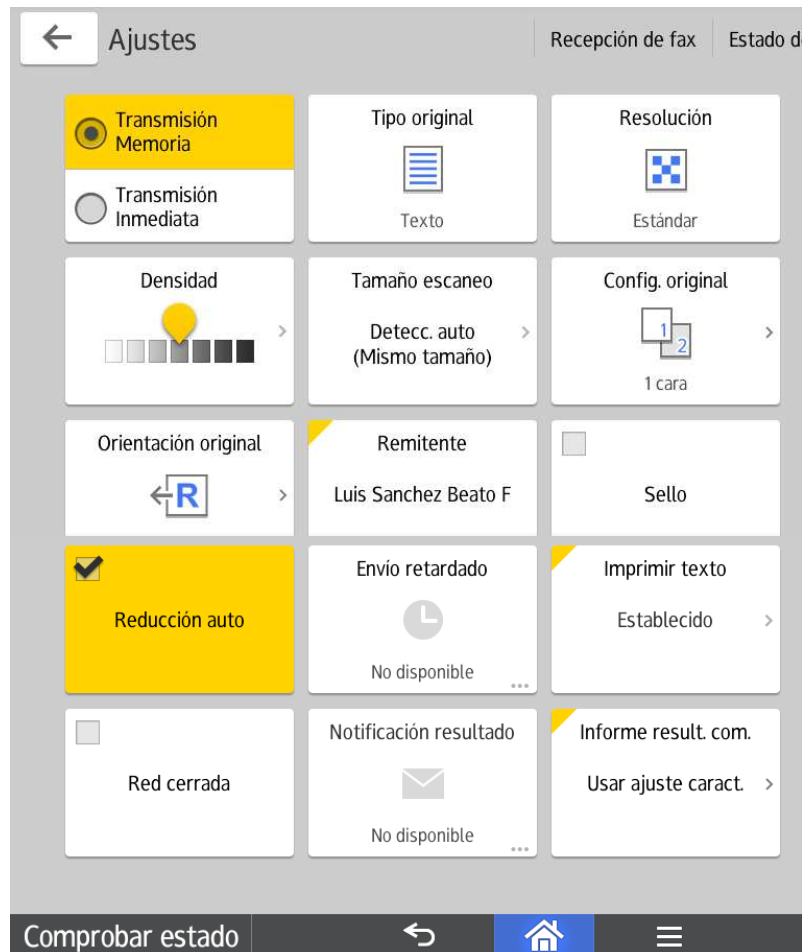 Ajustes
Recepción de fax
Estado d
Transmisión
Memoria
Transmisión
Inmediata
Tipo original
Texto
Resolución
Estándar
Densidad
Tamaño escaneo
Detecc. auto
(Mismo tamaño)
Config. original
1
2
1 cara
Orientación original
R
Remitente
Luis Sanchez Beato F
Sello
Reducción auto
Envío retardado
No disponible
Imprimir texto
Establecido
Red cerrada
Notificación resultado
No disponible
Informe result. com.
Usar ajuste caract.
Comprobar estado